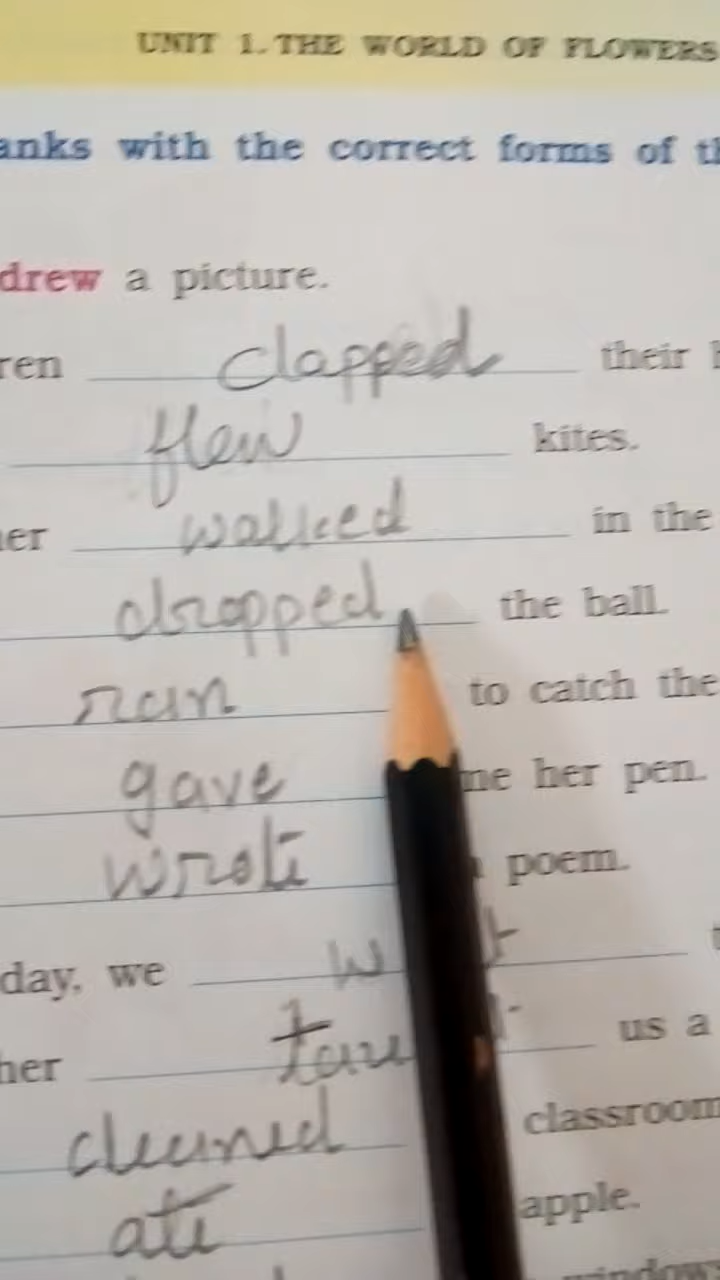 UNIT 1. THE WORLD OF FLOWERS
anks with the correct forms of th
drew a picture.
ren clapped their
flew kites.
er walked in the
dropped the ball.
ran to catch the
gave me her pen.
wrote poem.
day, we w t t
her us a
cleaned classroom
ate apple.
window